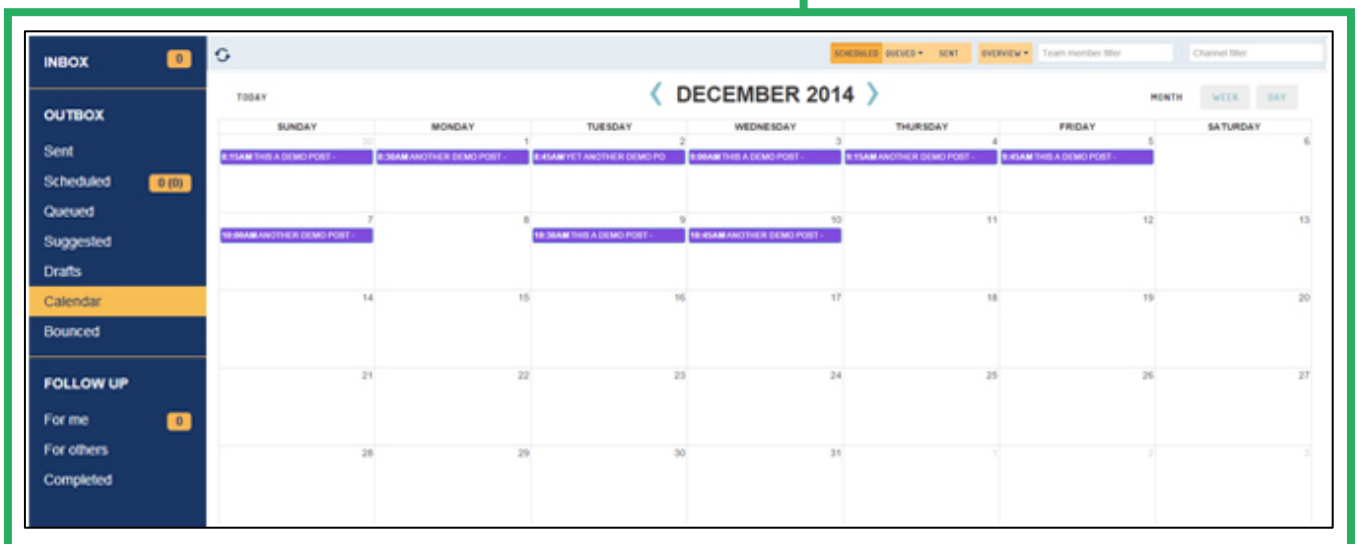 INBOX 0
OUTBOX
Sent
Scheduled 0 (0)
Queued
Suggested
Drafts
Calendar
Bounced
FOLLOW UP
For me 0
For others
Completed
SCHEDULED QUEUED SENT OVERVIEW Team member filter Channel filter
TODAY DECEMBER 2014 MONTH WEEK DAY
SUNDAY MONDAY TUESDAY WEDNESDAY THURSDAY FRIDAY SATURDAY
30 1 2 3 4 5 6
8:15AM THIS A DEMO POST - 8:30AM ANOTHER DEMO POST - 8:45AM YET ANOTHER DEMO PO 9:00AM THIS A DEMO POST - 9:15AM ANOTHER DEMO POST - 9:45AM THIS A DEMO POST -
7 8 9 10 11 12 13
10:00AM ANOTHER DEMO POST - 10:30AM THIS A DEMO POST - 10:45AM ANOTHER DEMO POST -
14 15 16 17 18 19 20
21 22 23 24 25 26 27
28 29 30 31 1 2 3